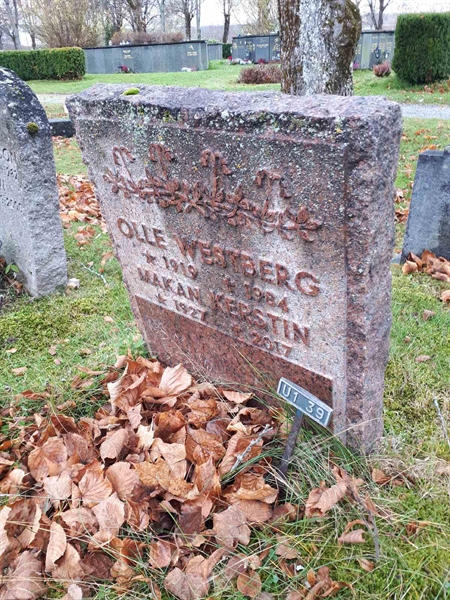 OLLE WESTBERG
* 1919 + 1984
MAKAN KERSTIN
* 1927 + 2017
U1 39